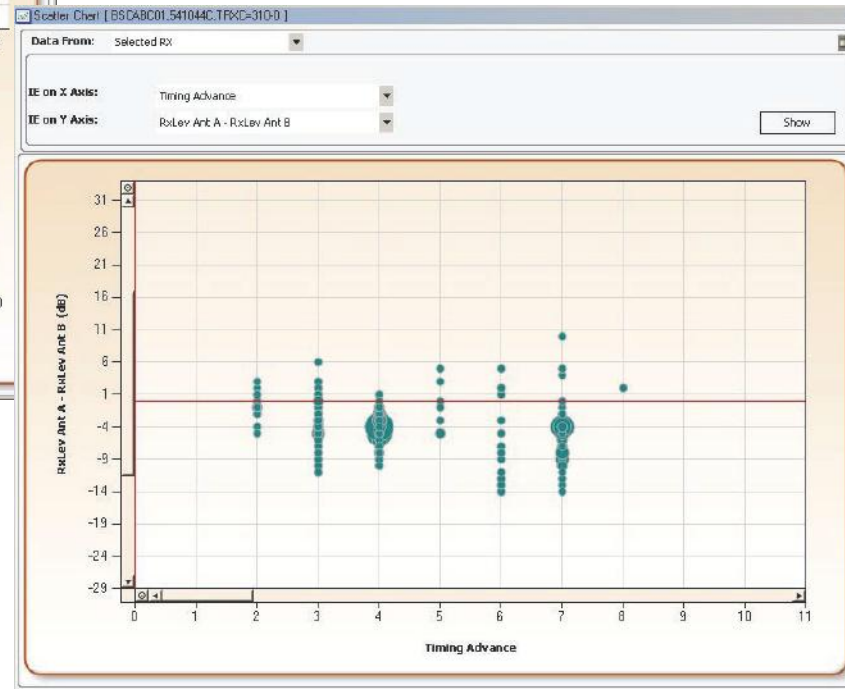 Scatter Chart [ BSCABC01.541044C.TRXC=310-0 ]
Data From: Selected RX
IE on X Axis: Timing Advance
IE on Y Axis: RxLev Ant A - RxLev Ant B
Show
RxLev Ant A - RxLev Ant B (dB)
31
26
21
16
11
6
1
-4
-9
-14
-19
-24
-29
0 1 2 3 4 5 6 7 8 9 10 11
Timing Advance